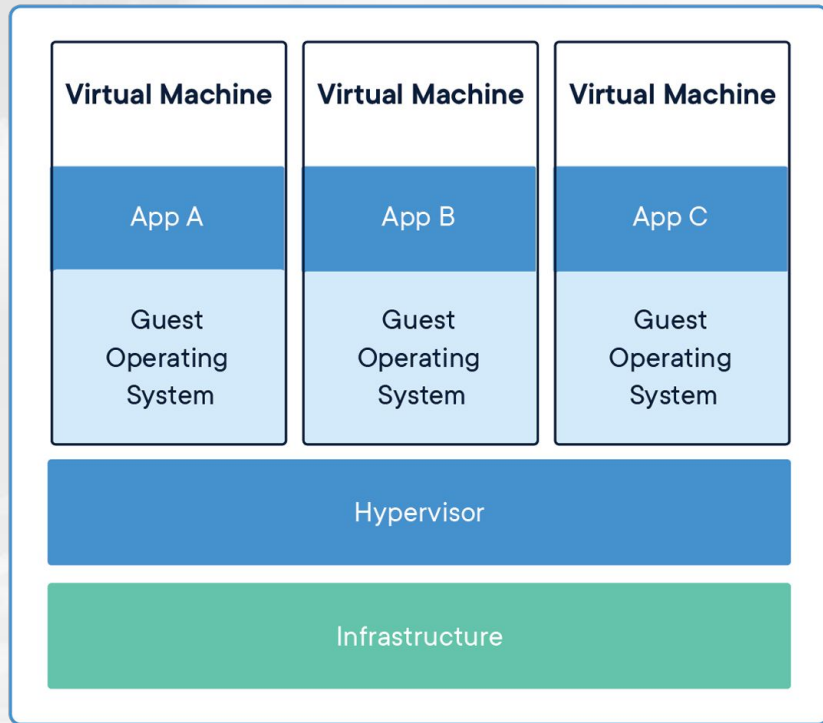 Virtual Machine
Virtual Machine
Virtual Machine
App A
App B
App C
Guest
Operating
System
Guest
Operating
System
Guest
Operating
System
Hypervisor
Infrastructure